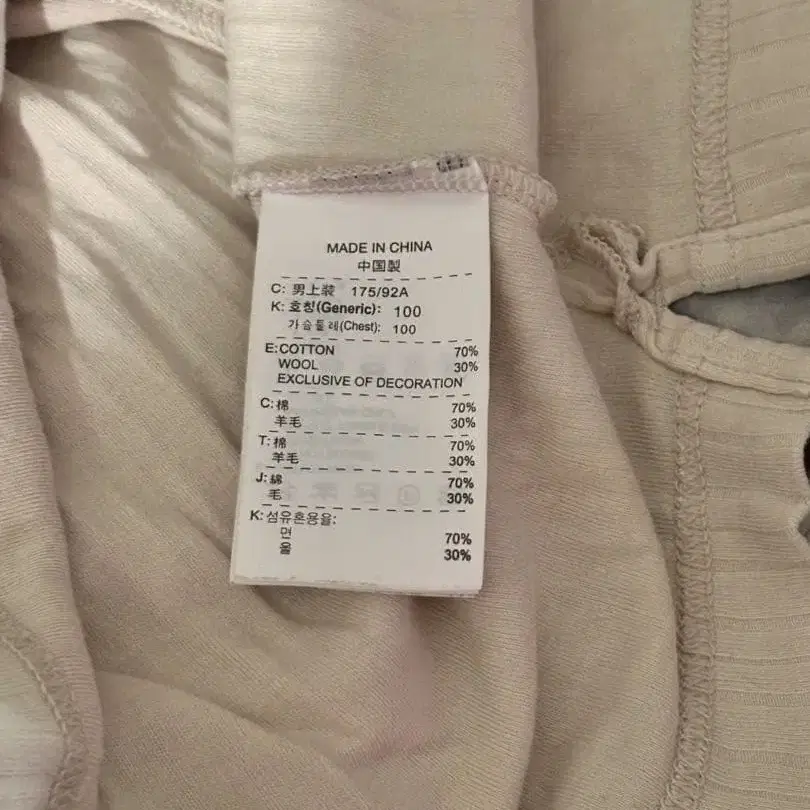 MADE IN CHINA
中国製
C: 男上装 175/92A
K: 호칭(Generic): 100
가슴둘레(Chest): 100
E:COTTON 70%
WOOL 30%
EXCLUSIVE OF DECORATION
C: 棉 70%
羊毛 30%
T: 棉 70%
羊毛 30%
J: 綿 70%
毛 30%
K: 섬유혼용율:
면 70%
울 30%